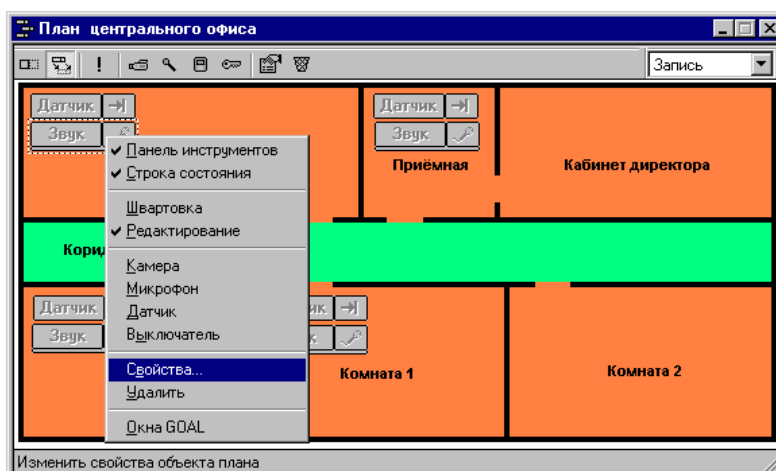 План центрального офиса
! Запись
Датчик Датчик
Звук Звук
Приёмная Кабинет директора
Панель инструментов
Строка состояния
Швартовка
Редактирование
Камера
Микрофон
Датчик
Выключатель
Свойства...
Удалить
Окна GOAL
Датчик
Звук
Комната 1 Комната 2
Изменить свойства объекта плана